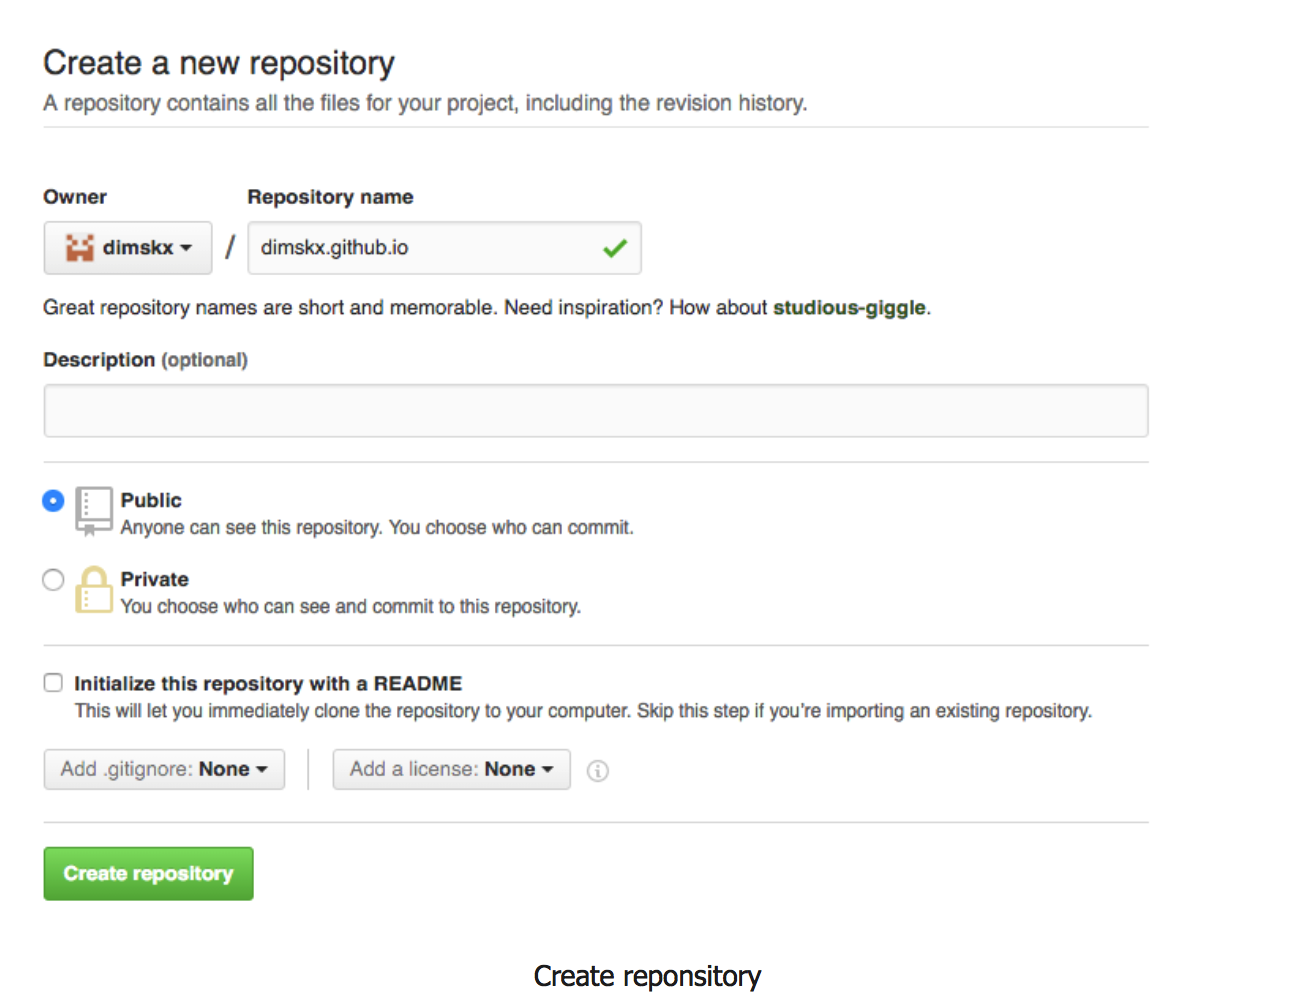 Create a new repository
A repository contains all the files for your project, including the revision history.
Owner
Repository name
dimskx / dimskx.github.io
Great repository names are short and memorable. Need inspiration? How about studious-giggle.
Description (optional)
Public
Anyone can see this repository. You choose who can commit.
Private
You choose who can see and commit to this repository.
Initialize this repository with a README
This will let you immediately clone the repository to your computer. Skip this step if you're importing an existing repository.
Add .gitignore: None
Add a license: None
Create repository
Create reponsitory